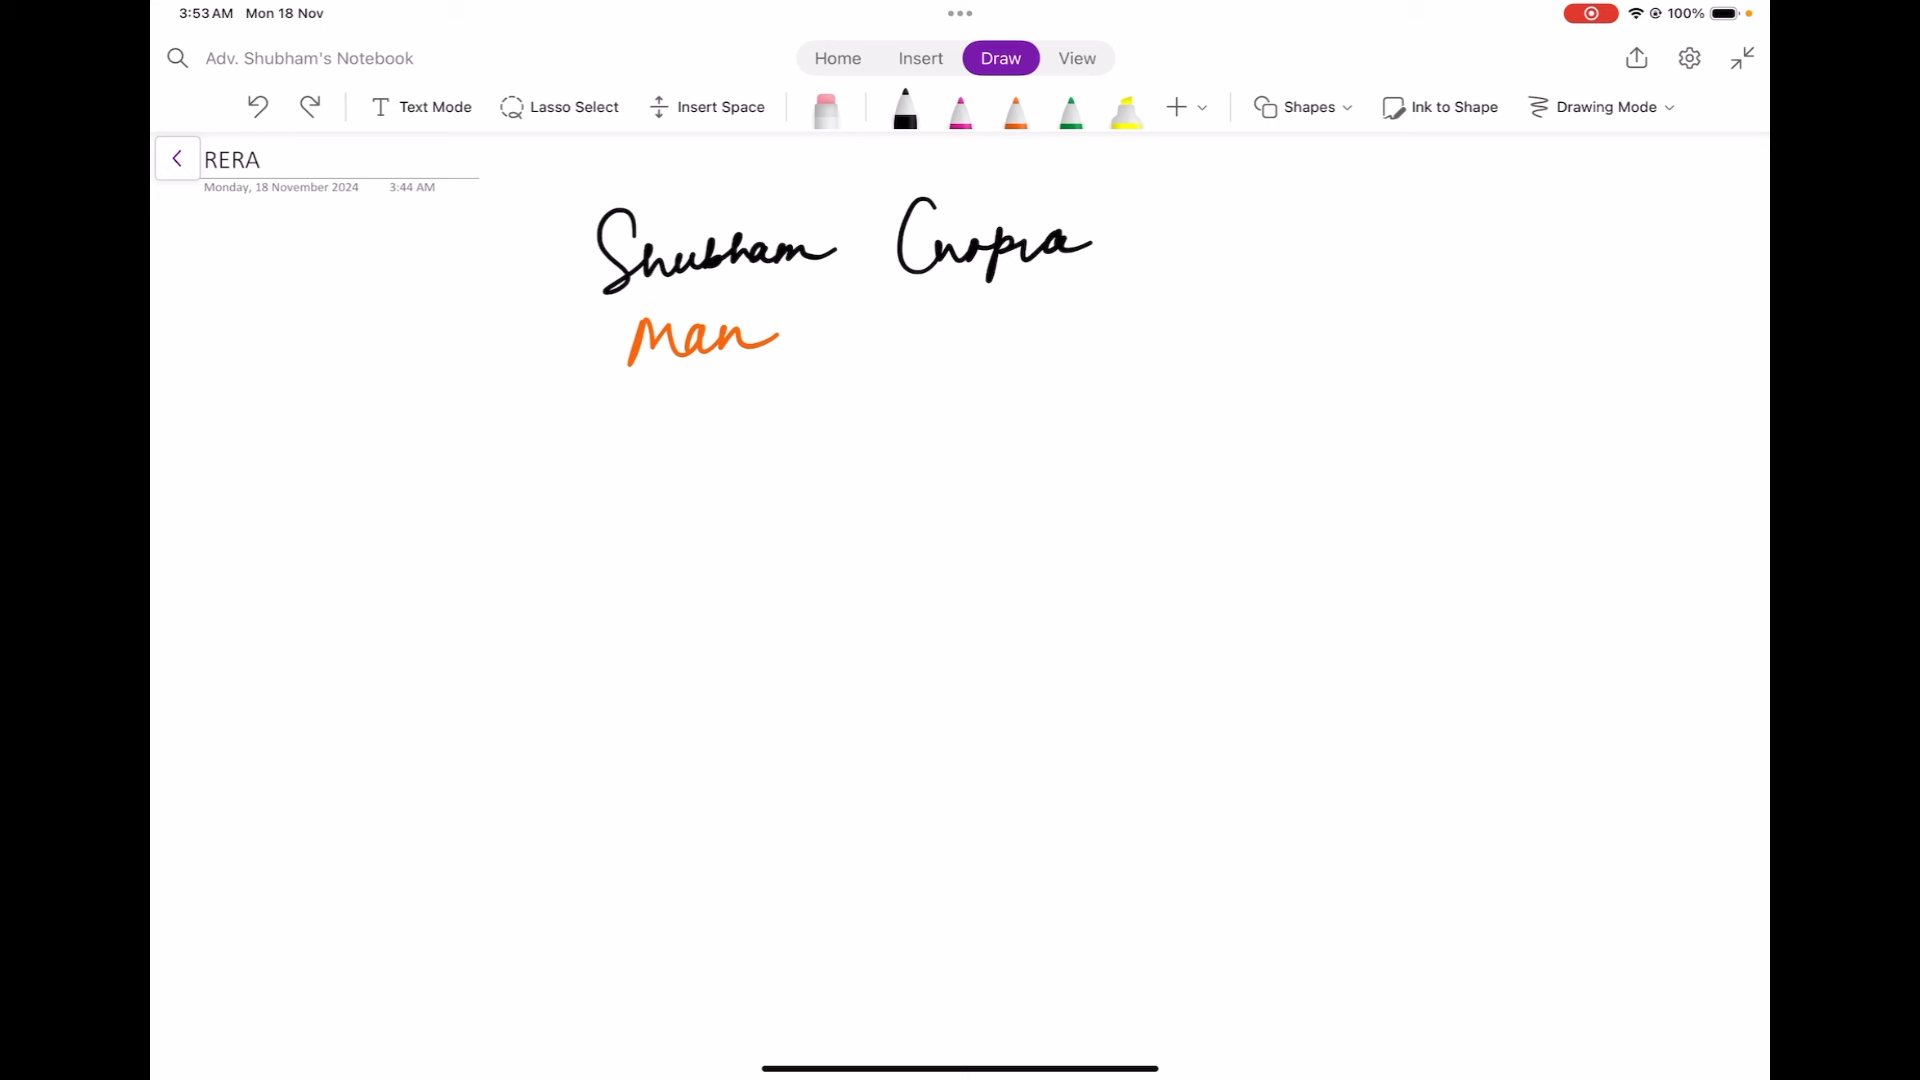 3:53 AM Mon 18 Nov 100%
Adv. Shubham's Notebook Home Insert Draw View
Text Mode Lasso Select Insert Space Shapes Ink to Shape Drawing Mode
RERA
Monday, 18 November 2024 3:44 AM
Shubham Chopra
Man